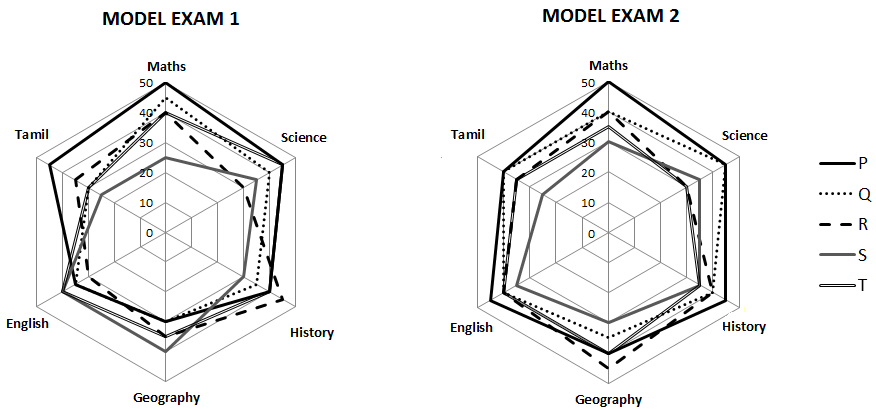 MODEL EXAM 1
Maths
50
40
30
20
10
0
Tamil
Science
English
History
Geography
MODEL EXAM 2
Maths
50
40
30
20
10
0
Tamil
Science
English
History
Geography
P
Q
R
S
T